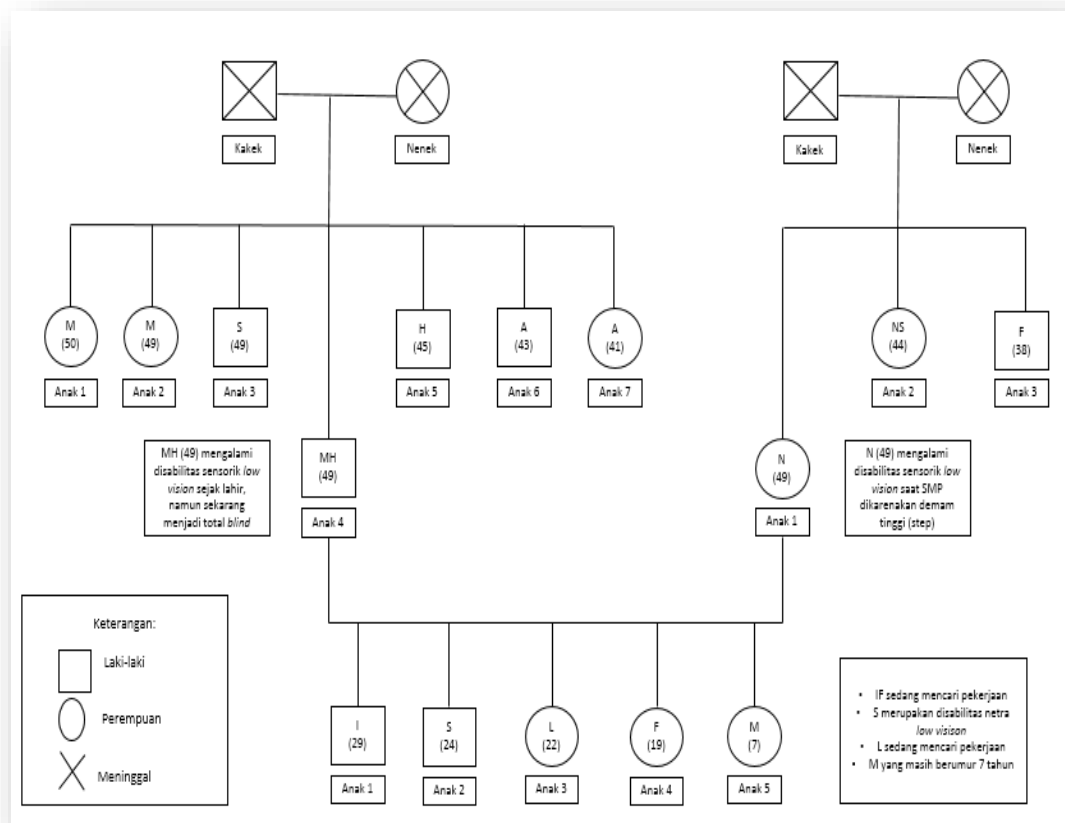 Kakek
Nenek
Kakek
Nenek
M
(50)
M
(49)
S
(49)
H
(45)
A
(43)
A
(41)
NS
(44)
F
(38)
Anak 1
Anak 2
Anak 3
Anak 5
Anak 6
Anak 7
Anak 2
Anak 3
MH (49) mengalami
disabilitas sensorik low
vision sejak lahir,
namun sekarang
menjadi total blind
MH
(49)
Anak 4
N
(49)
Anak 1
N (49) mengalami
disabilitas sensorik low
vision saat SMP
dikarenakan demam
tinggi (step)
Keterangan:
Laki-laki
Perempuan
Meninggal
I
(29)
S
(24)
L
(22)
F
(19)
M
(7)
Anak 1
Anak 2
Anak 3
Anak 4
Anak 5
• IF sedang mencari pekerjaan
• S merupakan disabilitas netra
low visison
• L sedang mencari pekerjaan
• M yang masih berumur 7 tahun